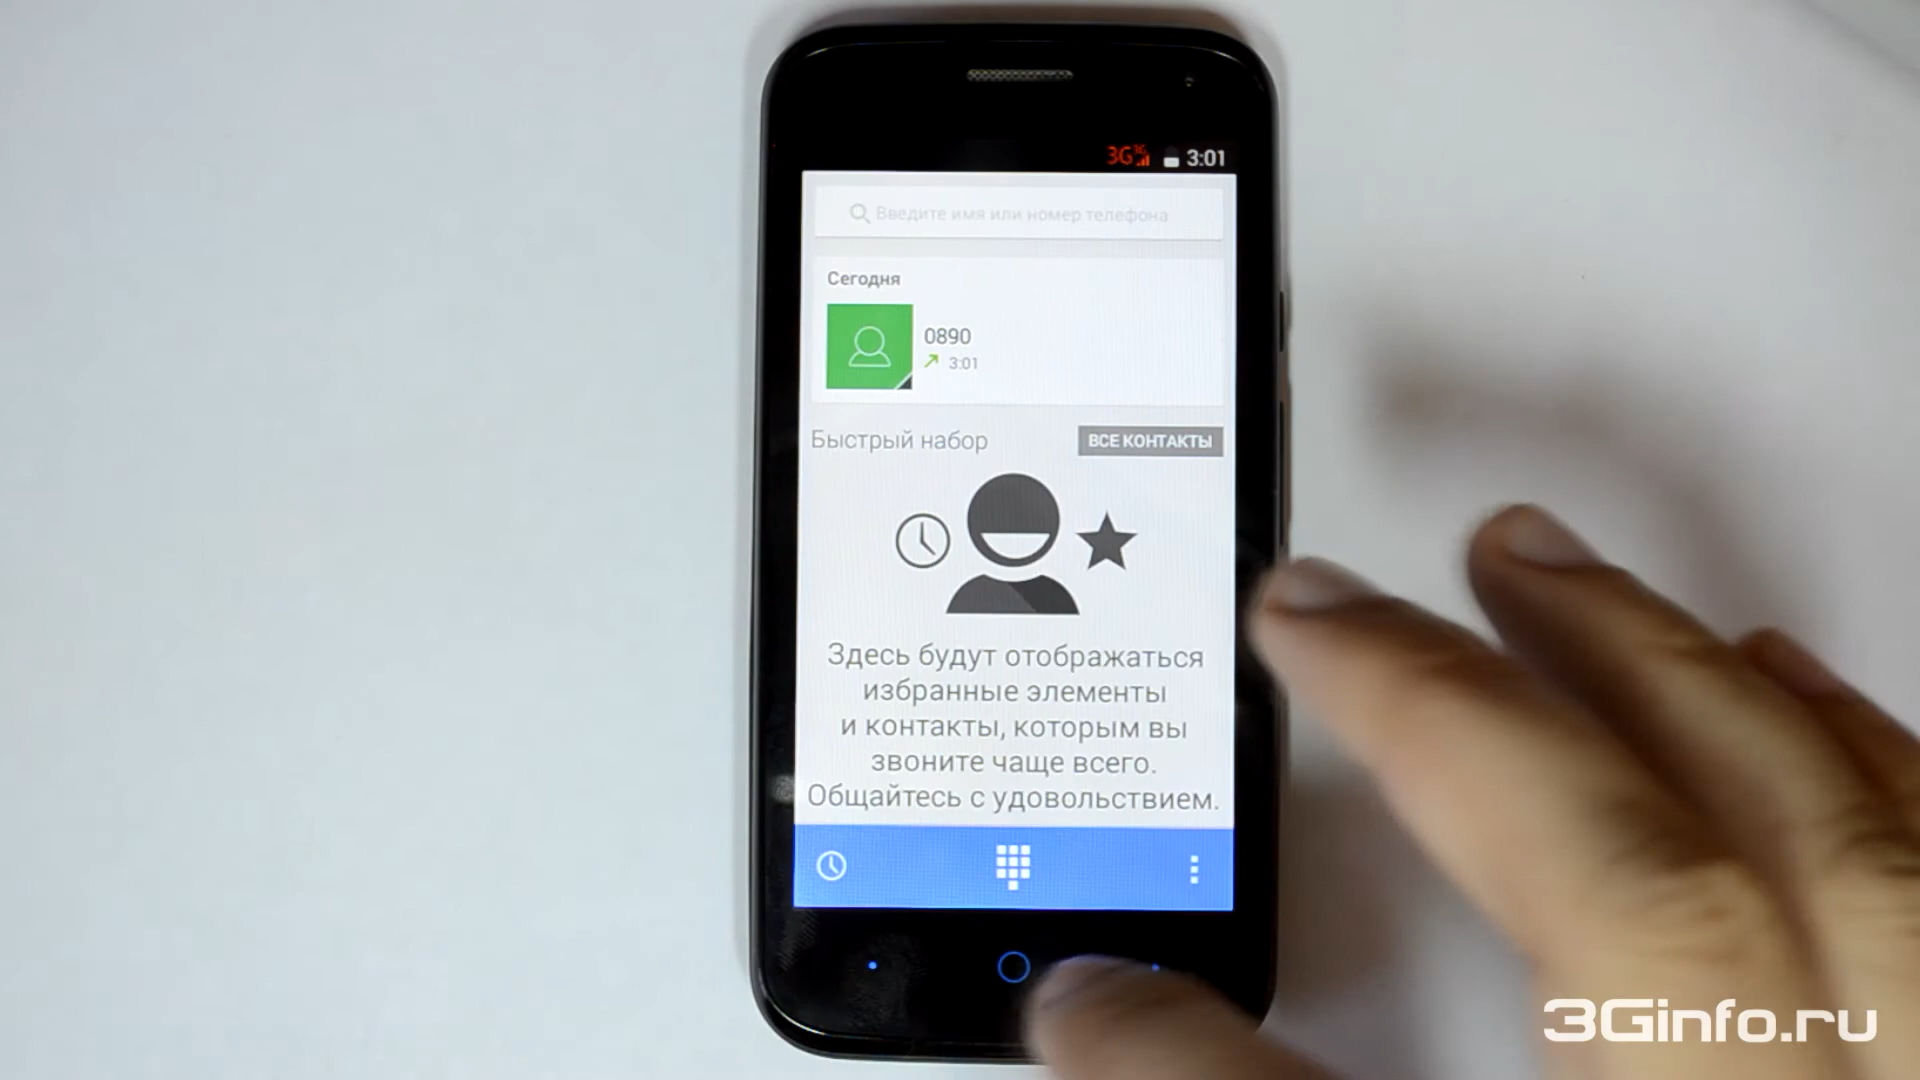 3G 3G 3:01
Введите имя или номер телефона
Сегодня
0890
3:01
Быстрый набор
ВСЕ КОНТАКТЫ
Здесь будут отображаться
избранные элементы
и контакты, которым вы
звоните чаще всего.
Общайтесь с удовольствием.
3Ginfo.ru